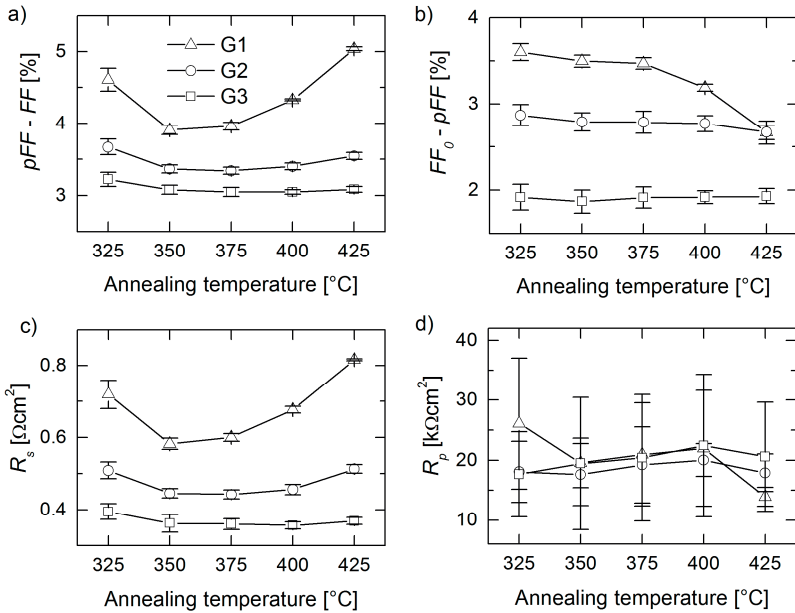 a)
pFF - FF [%]
5
4
3
G1
G2
G3
325 350 375 400 425
Annealing temperature [°C]
b)
FF0 - pFF [%]
4
3
2
325 350 375 400 425
Annealing temperature [°C]
c)
Rs [Ωcm²]
0.8
0.6
0.4
325 350 375 400 425
Annealing temperature [°C]
d)
Rp [kΩcm²]
40
30
20
10
325 350 375 400 425
Annealing temperature [°C]